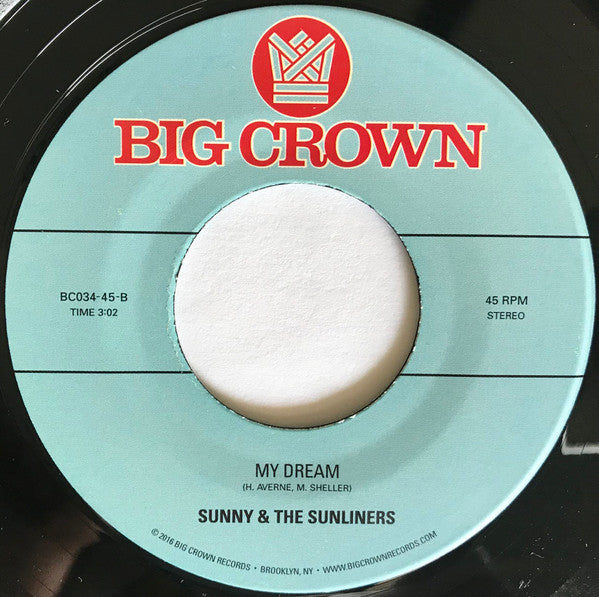 BIG CROWN
BC034-45-B
TIME 3:02
45 RPM
STEREO
MY DREAM
(H. AVERNE, M. SHELLER)
SUNNY & THE SUNLINERS
© 2016 BIG CROWN RECORDS • BROOKLYN, NY • WWW.BIGCROWNRECORDS.COM